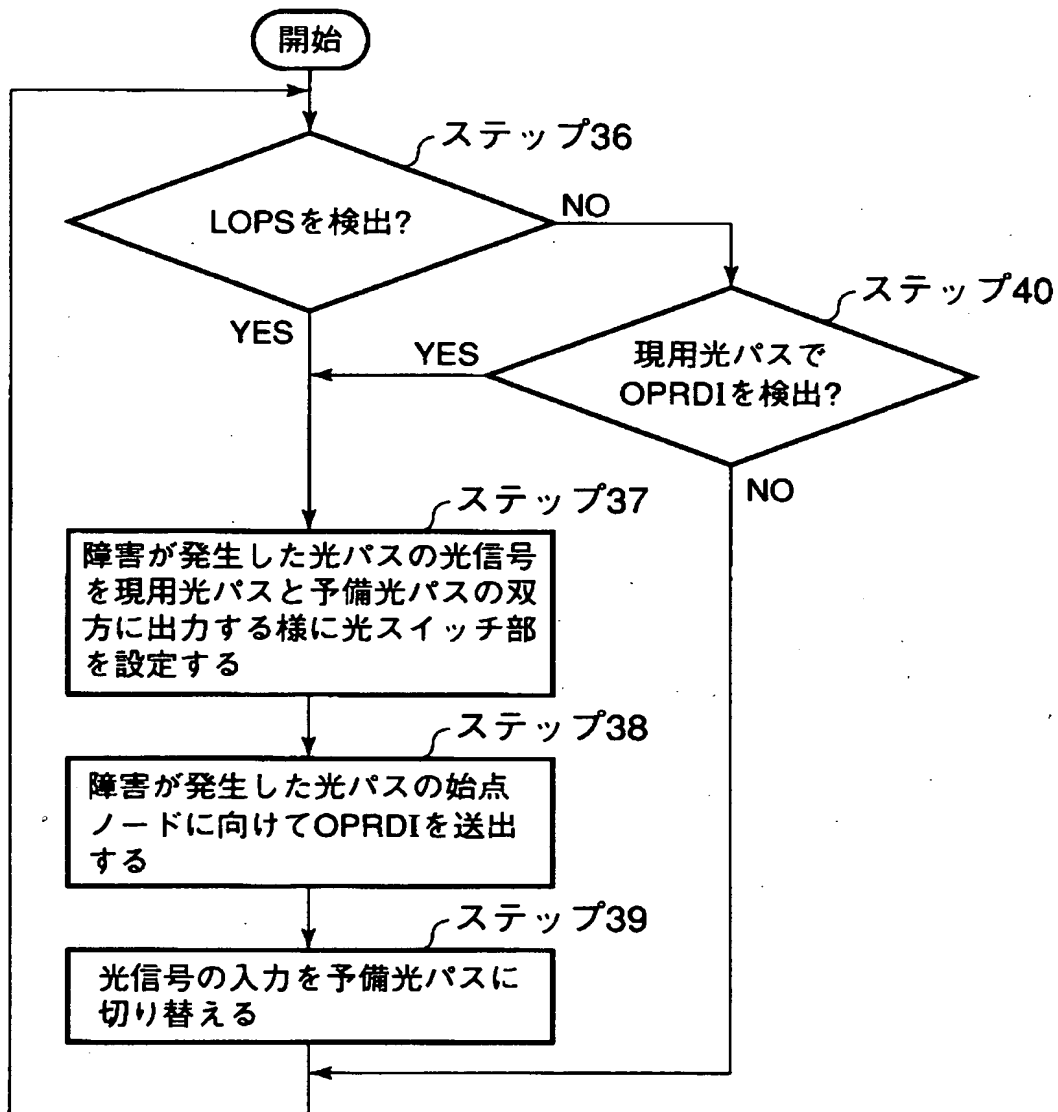 開始
ステップ36
LOPSを検出?
NO
YES
ステップ40
現用光パスで
OPRDIを検出?
YES
NO
ステップ37
障害が発生した光パスの光信号
を現用光パスと予備光パスの双
方に出力する様に光スイッチ部
を設定する
ステップ38
障害が発生した光パスの始点
ノードに向けてOPRDIを送出
する
ステップ39
光信号の入力を予備光パスに
切り替える